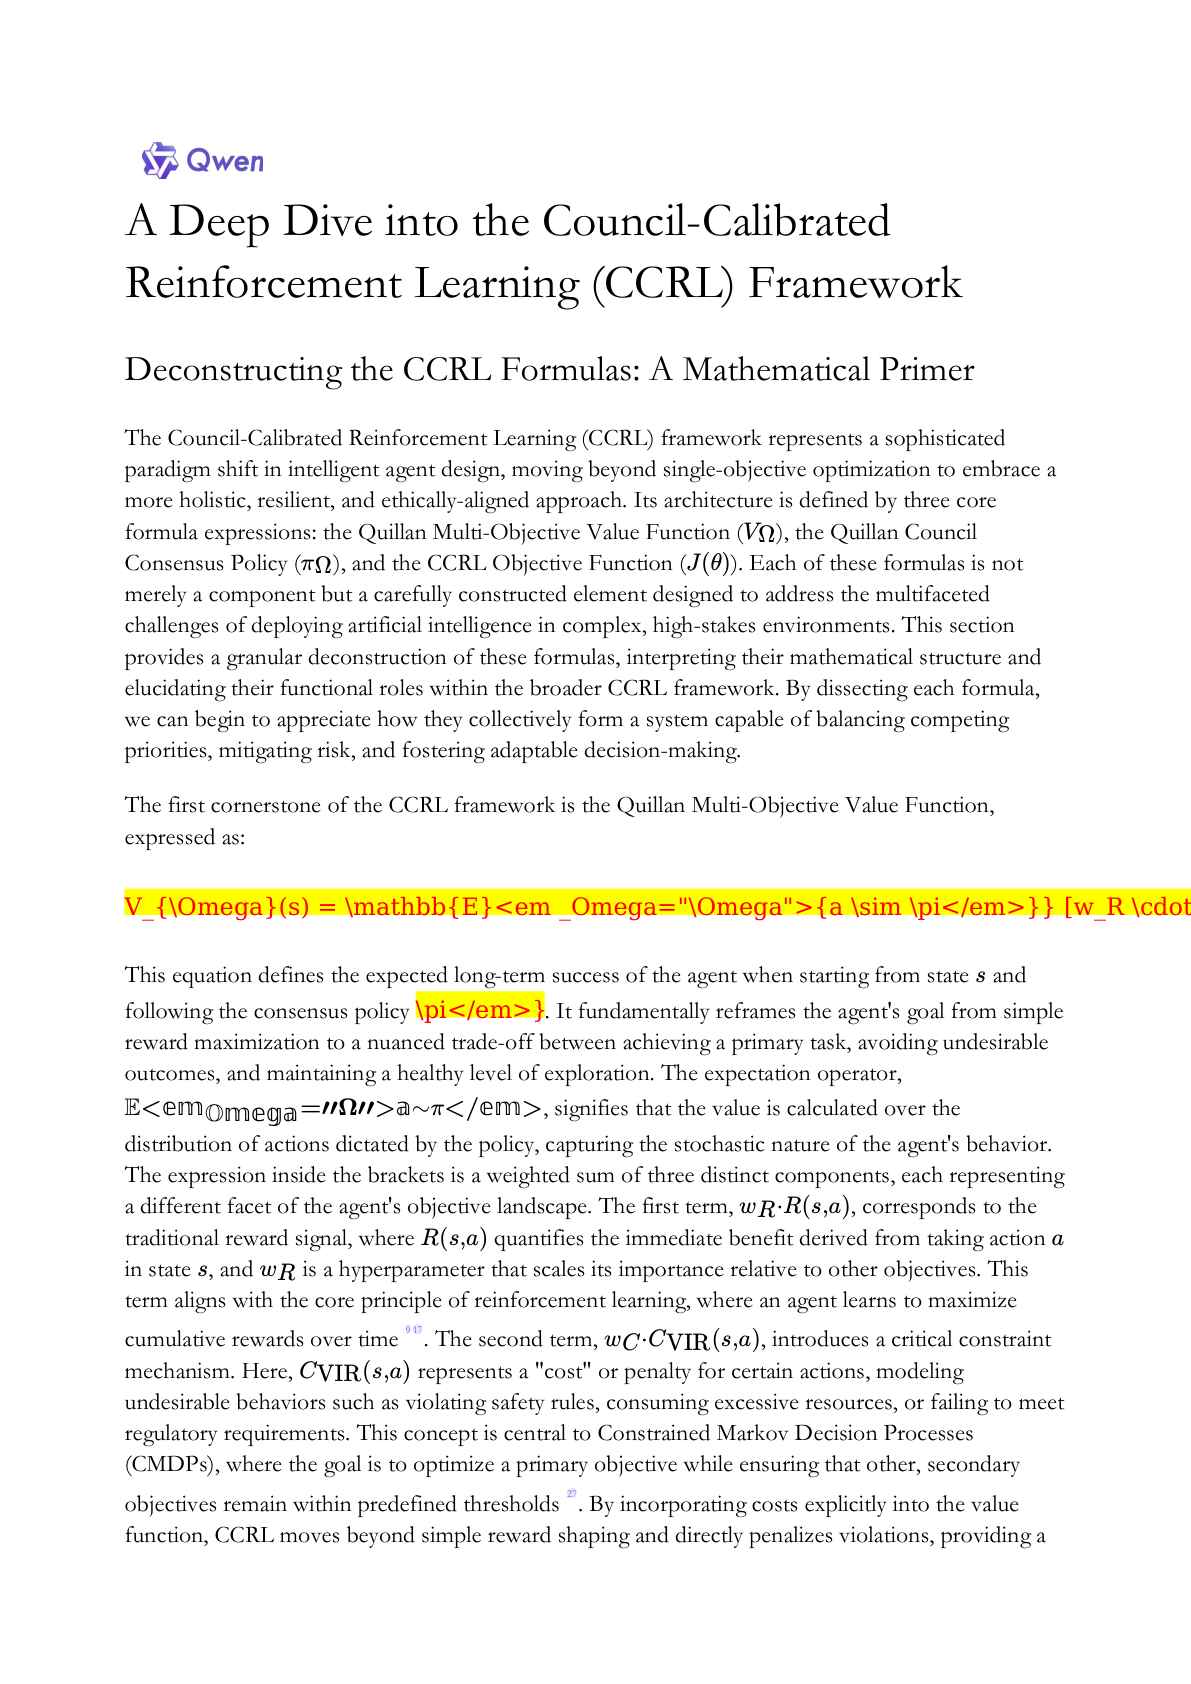 Qwen
A Deep Dive into the Council-Calibrated
Reinforcement Learning (CCRL) Framework
Deconstructing the CCRL Formulas: A Mathematical Primer
The Council-Calibrated Reinforcement Learning (CCRL) framework represents a sophisticated
paradigm shift in intelligent agent design, moving beyond single-objective optimization to embrace a
more holistic, resilient, and ethically-aligned approach. Its architecture is defined by three core
formula expressions: the Quillan Multi-Objective Value Function (VΩ), the Quillan Council
Consensus Policy (πΩ), and the CCRL Objective Function (J(θ)). Each of these formulas is not
merely a component but a carefully constructed element designed to address the multifaceted
challenges of deploying artificial intelligence in complex, high-stakes environments. This section
provides a granular deconstruction of these formulas, interpreting their mathematical structure and
elucidating their functional roles within the broader CCRL framework. By dissecting each formula,
we can begin to appreciate how they collectively form a system capable of balancing competing
priorities, mitigating risk, and fostering adaptable decision-making.
The first cornerstone of the CCRL framework is the Quillan Multi-Objective Value Function,
expressed as:
V_{\Omega}(s) = \mathbb{E}<em _Omega="\Omega">{a \sim \pi</em>}} [w_R \cdot
This equation defines the expected long-term success of the agent when starting from state s and
following the consensus policy \pi</em>}. It fundamentally reframes the agent's goal from simple
reward maximization to a nuanced trade-off between achieving a primary task, avoiding undesirable
outcomes, and maintaining a healthy level of exploration. The expectation operator,
𝔼<𝕖𝕞𝕆𝕞𝕖𝕘𝕒=′′Ω′′>𝕒∼π</𝕖𝕞>, signifies that the value is calculated over the
distribution of actions dictated by the policy, capturing the stochastic nature of the agent's behavior.
The expression inside the brackets is a weighted sum of three distinct components, each representing
a different facet of the agent's objective landscape. The first term, wR·R(s,a), corresponds to the
traditional reward signal, where R(s,a) quantifies the immediate benefit derived from taking action a
in state s, and wR is a hyperparameter that scales its importance relative to other objectives. This
term aligns with the core principle of reinforcement learning, where an agent learns to maximize
cumulative rewards over time 9 17. The second term, wC·CVIR(s,a), introduces a critical constraint
mechanism. Here, CVIR(s,a) represents a "cost" or penalty for certain actions, modeling
undesirable behaviors such as violating safety rules, consuming excessive resources, or failing to meet
regulatory requirements. This concept is central to Constrained Markov Decision Processes
(CMDPs), where the goal is to optimize a primary objective while ensuring that other, secondary
objectives remain within predefined thresholds 27. By incorporating costs explicitly into the value
function, CCRL moves beyond simple reward shaping and directly penalizes violations, providing a